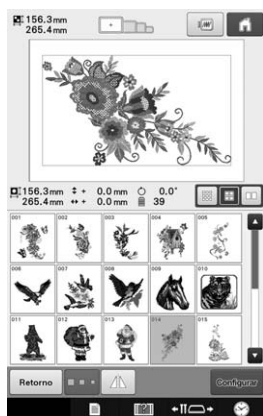 156.3mm
265.4mm
156.3mm + 0.0mm 0.0°
265.4mm + 0.0mm 39
001 002 003 004 005
006 007 008 009 010
011 012 013 014 015
Retorno Configurar